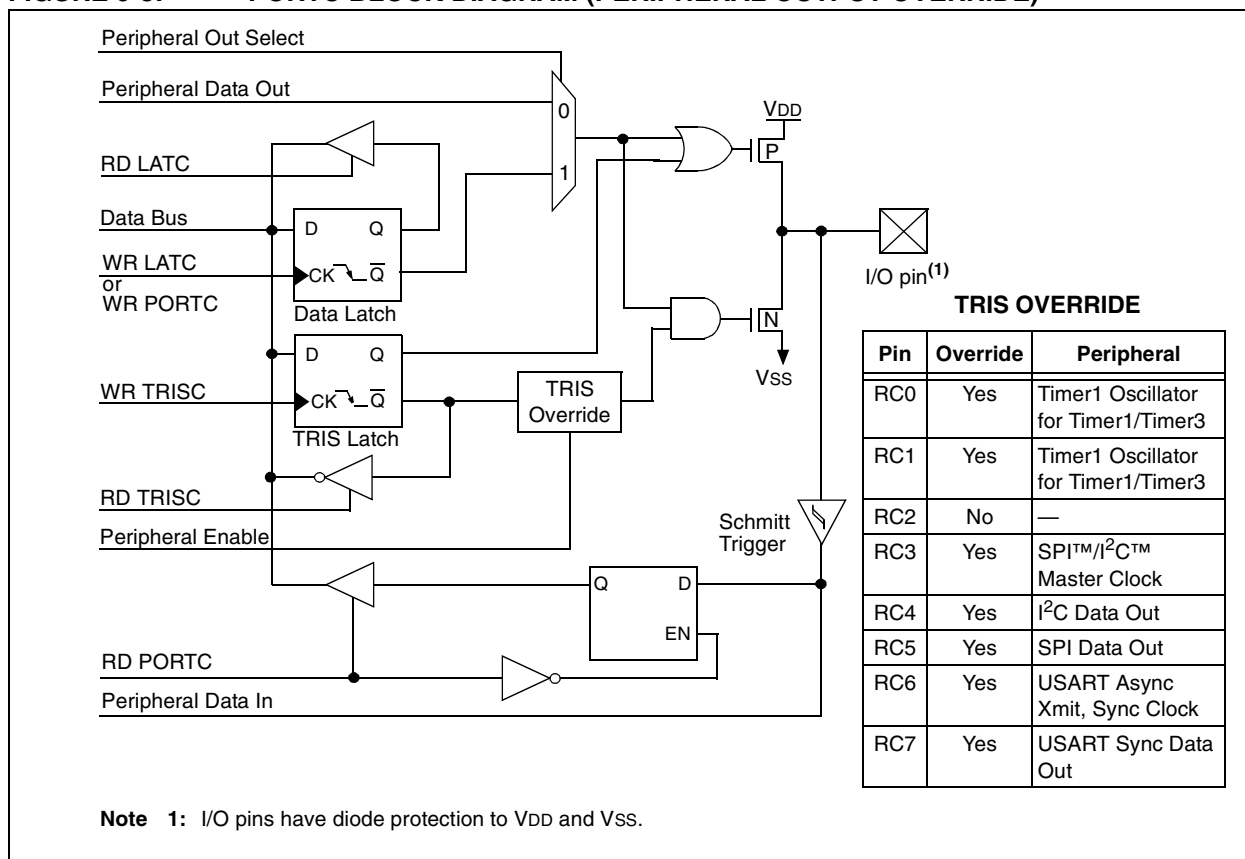 Peripheral Out Select
Peripheral Data Out
0
1
VDD
P
RD LATC
Data Bus
D Q
WR LATC
or
WR PORTC
CK Q̅
Data Latch
I/O pin(1)
N
VSS
D Q
WR TRISC
CK Q̅
TRIS Latch
TRIS
Override
RD TRISC
Peripheral Enable
Schmitt
Trigger
Q D
EN
RD PORTC
Peripheral Data In
TRIS OVERRIDE
Pin Override Peripheral
RC0 Yes Timer1 Oscillator
for Timer1/Timer3
RC1 Yes Timer1 Oscillator
for Timer1/Timer3
RC2 No —
RC3 Yes SPI™/I²C™
Master Clock
RC4 Yes I²C Data Out
RC5 Yes SPI Data Out
RC6 Yes USART Async
Xmit, Sync Clock
RC7 Yes USART Sync Data
Out
Note 1: I/O pins have diode protection to VDD and VSS.